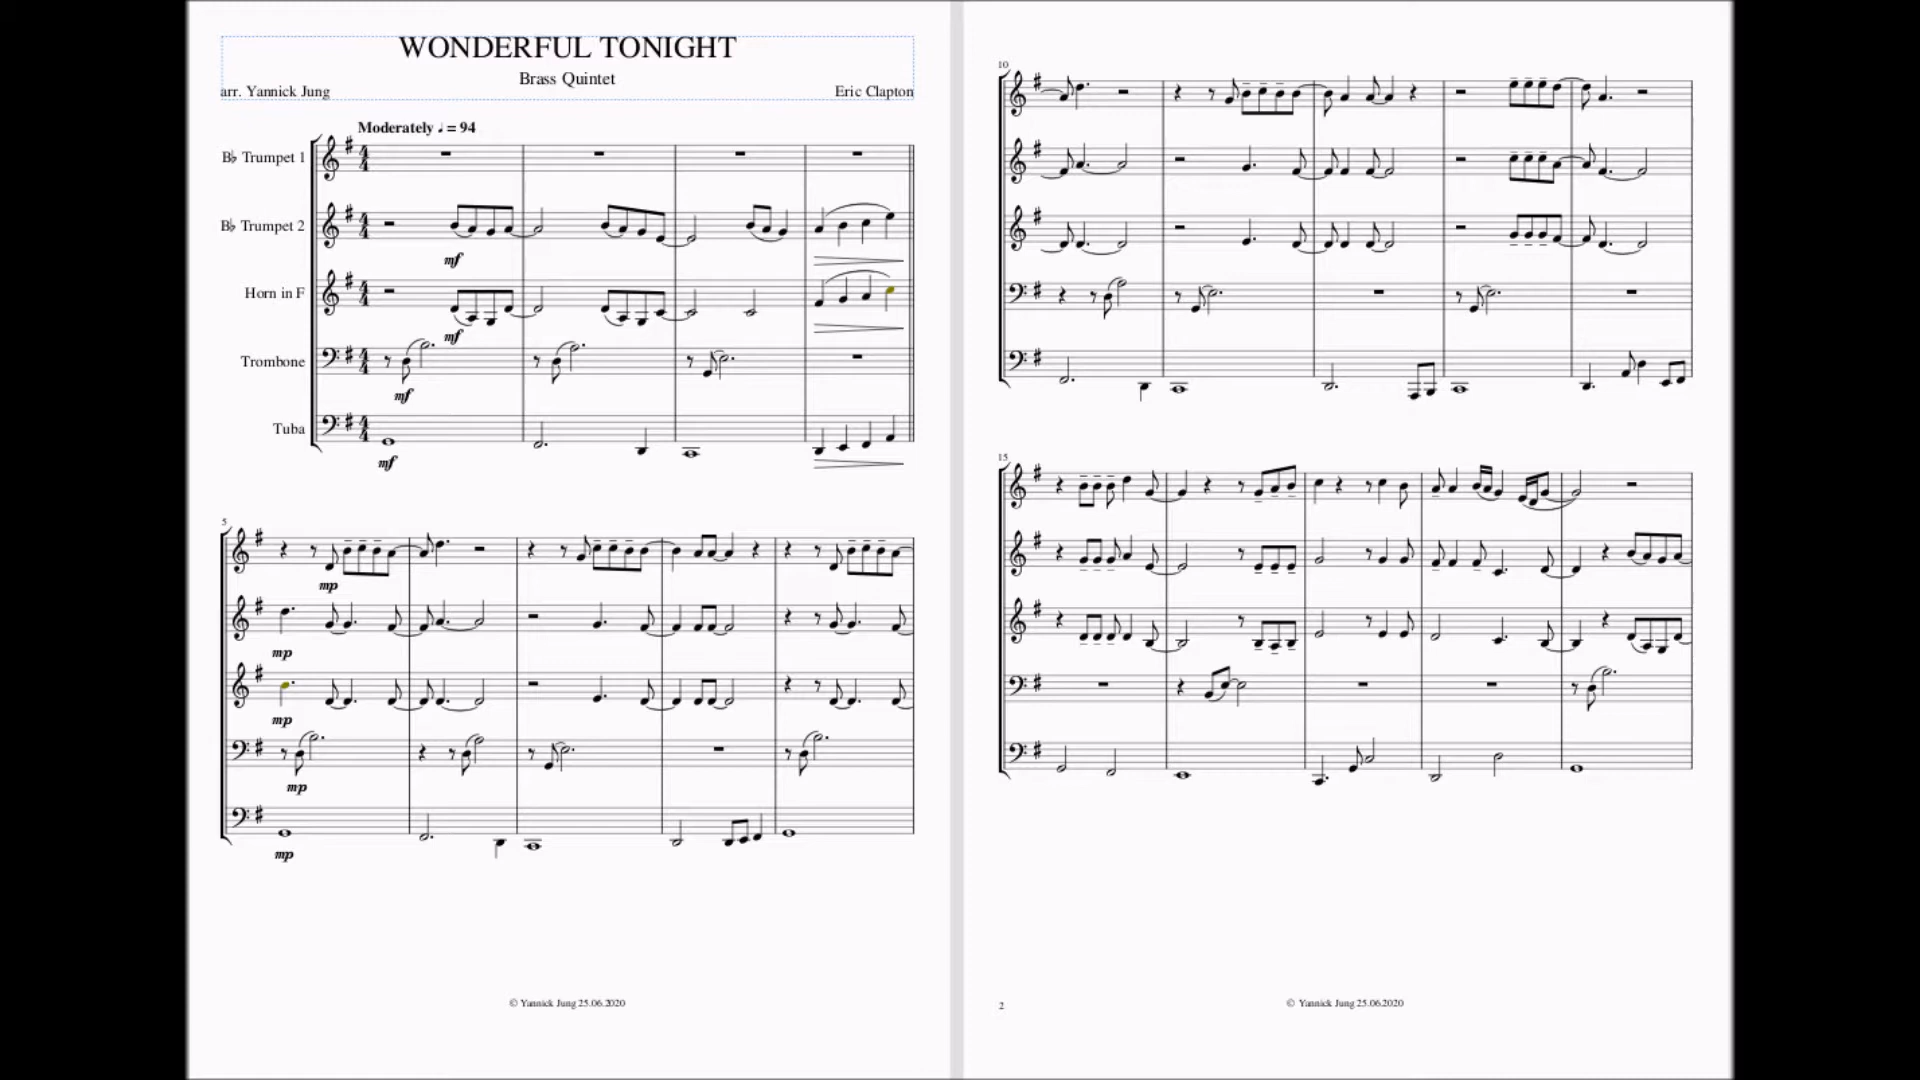 WONDERFUL TONIGHT
Brass Quintet
arr. Yannick Jung
Eric Clapton
Moderately ♩ = 94
B♭ Trumpet 1
B♭ Trumpet 2
mf
Horn in F
mf
Trombone
mf
Tuba
mf
5
mp
mp
mp
mp
mp
© Yannick Jung 25.06.2020
10
15
2
© Yannick Jung 25.06.2020